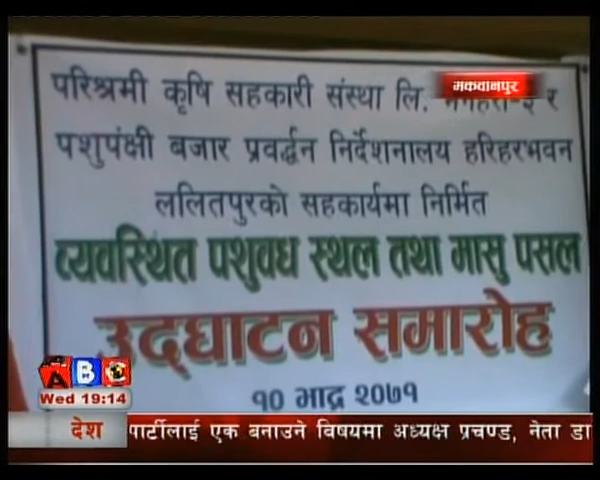 परिश्रमी कृषि सहकारी संस्था लि. र
मकवानपुर
पशुपंक्षी बजार प्रवर्द्धन निर्देशनालय हरिहरभवन
ललितपुरको सहकार्यमा निर्मित
व्यवस्थित पशुवध स्थल तथा मासु पसल
उद्घाटन समारोह
१० भाद्र २०७१
ABC
Wed 19:14
देश
पार्टीलाई एक बनाउने विषयमा अध्यक्ष प्रचण्ड, नेता डा